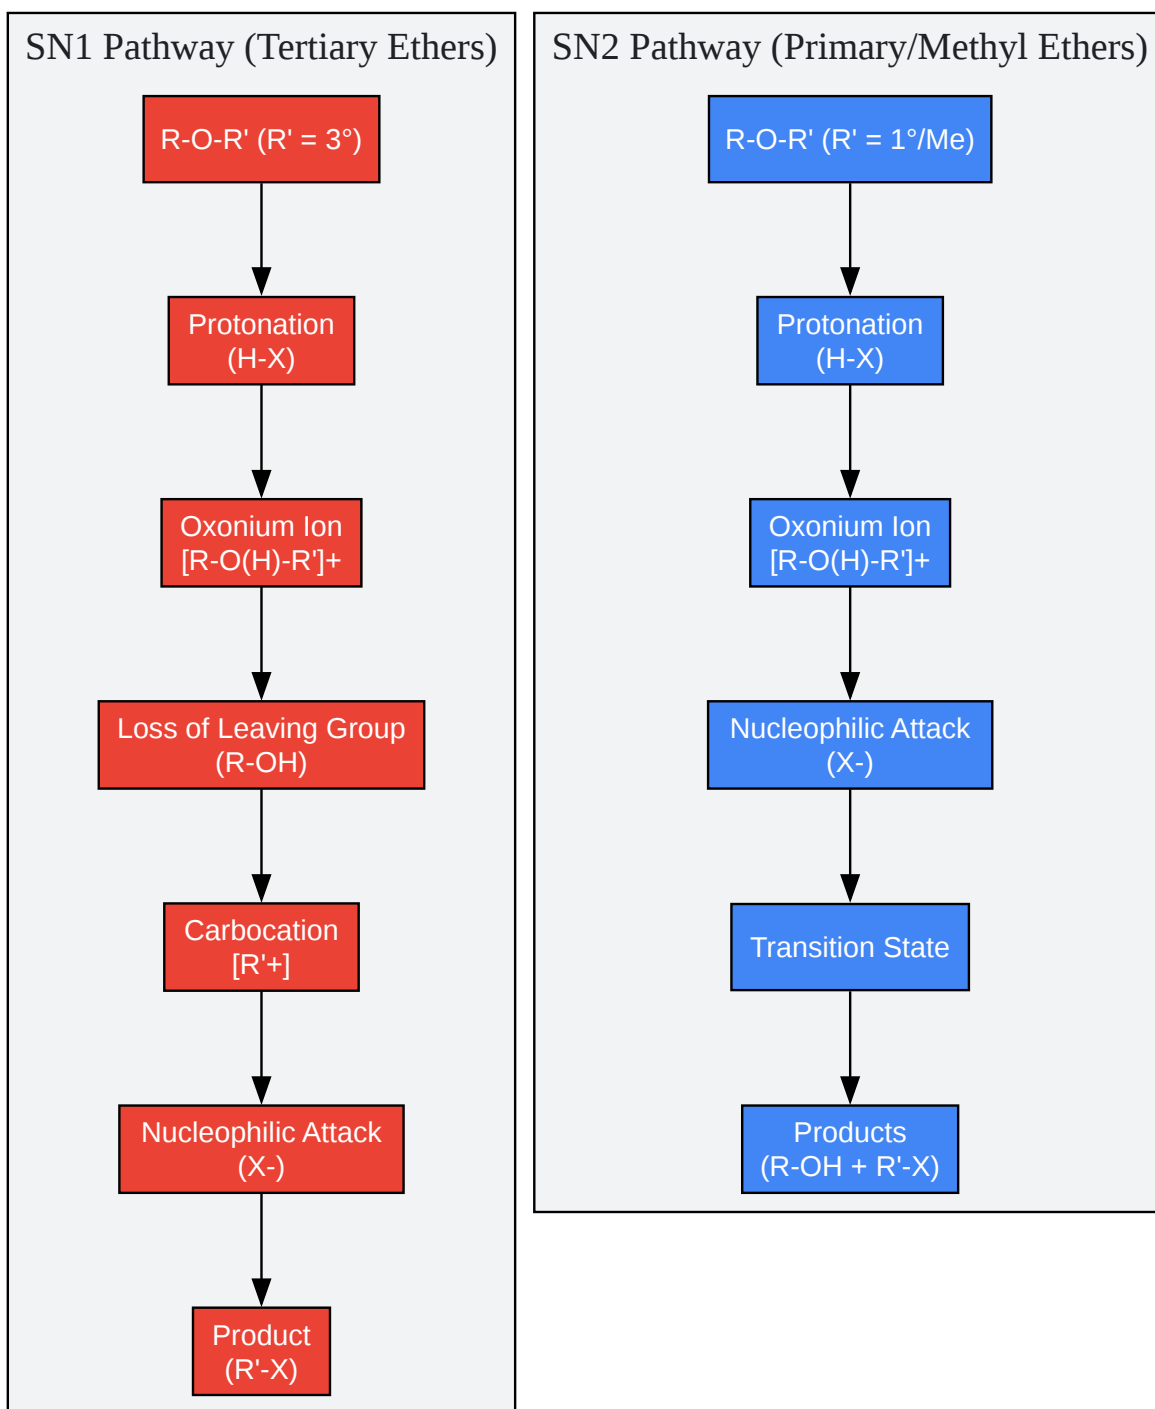 SN1 Pathway (Tertiary Ethers)
R-O-R' (R' = 3°)
Protonation
(H-X)
Oxonium Ion
[R-O(H)-R']+
Loss of Leaving Group
(R-OH)
Carbocation
[R'+]
Nucleophilic Attack
(X-)
Product
(R'-X)
SN2 Pathway (Primary/Methyl Ethers)
R-O-R' (R' = 1°/Me)
Protonation
(H-X)
Oxonium Ion
[R-O(H)-R']+
Nucleophilic Attack
(X-)
Transition State
Products
(R-OH + R'-X)